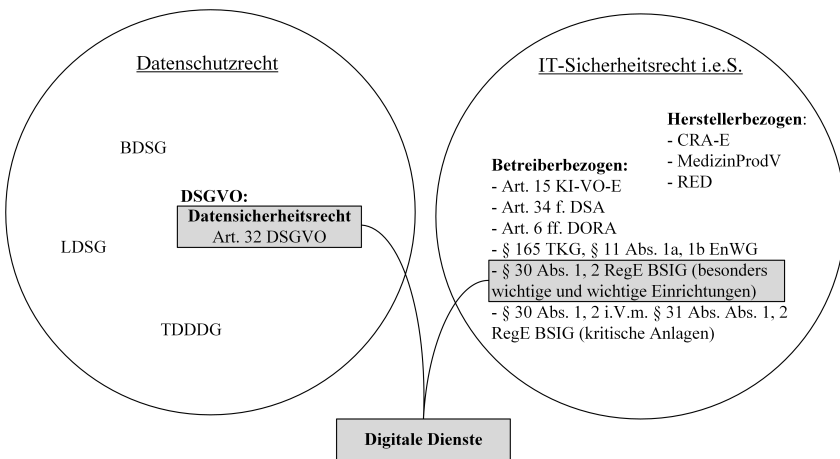 Datenschutzrecht
BDSG
DSGVO:
Datensicherheitsrecht
Art. 32 DSGVO
LDSG
TDDDG
IT-Sicherheitsrecht i.e.S.
Herstellerbezogen:
- CRA-E
- MedizinProdV
- RED
Betreiberbezogen:
- Art. 15 KI-VO-E
- Art. 34 f. DSA
- Art. 6 ff. DORA
- § 165 TKG, § 11 Abs. 1a, 1b EnWG
- § 30 Abs. 1, 2 RegE BSIG (besonders
wichtige und wichtige Einrichtungen)
- § 30 Abs. 1, 2 i.V.m. § 31 Abs. Abs. 1, 2
RegE BSIG (kritische Anlagen)
Digitale Dienste